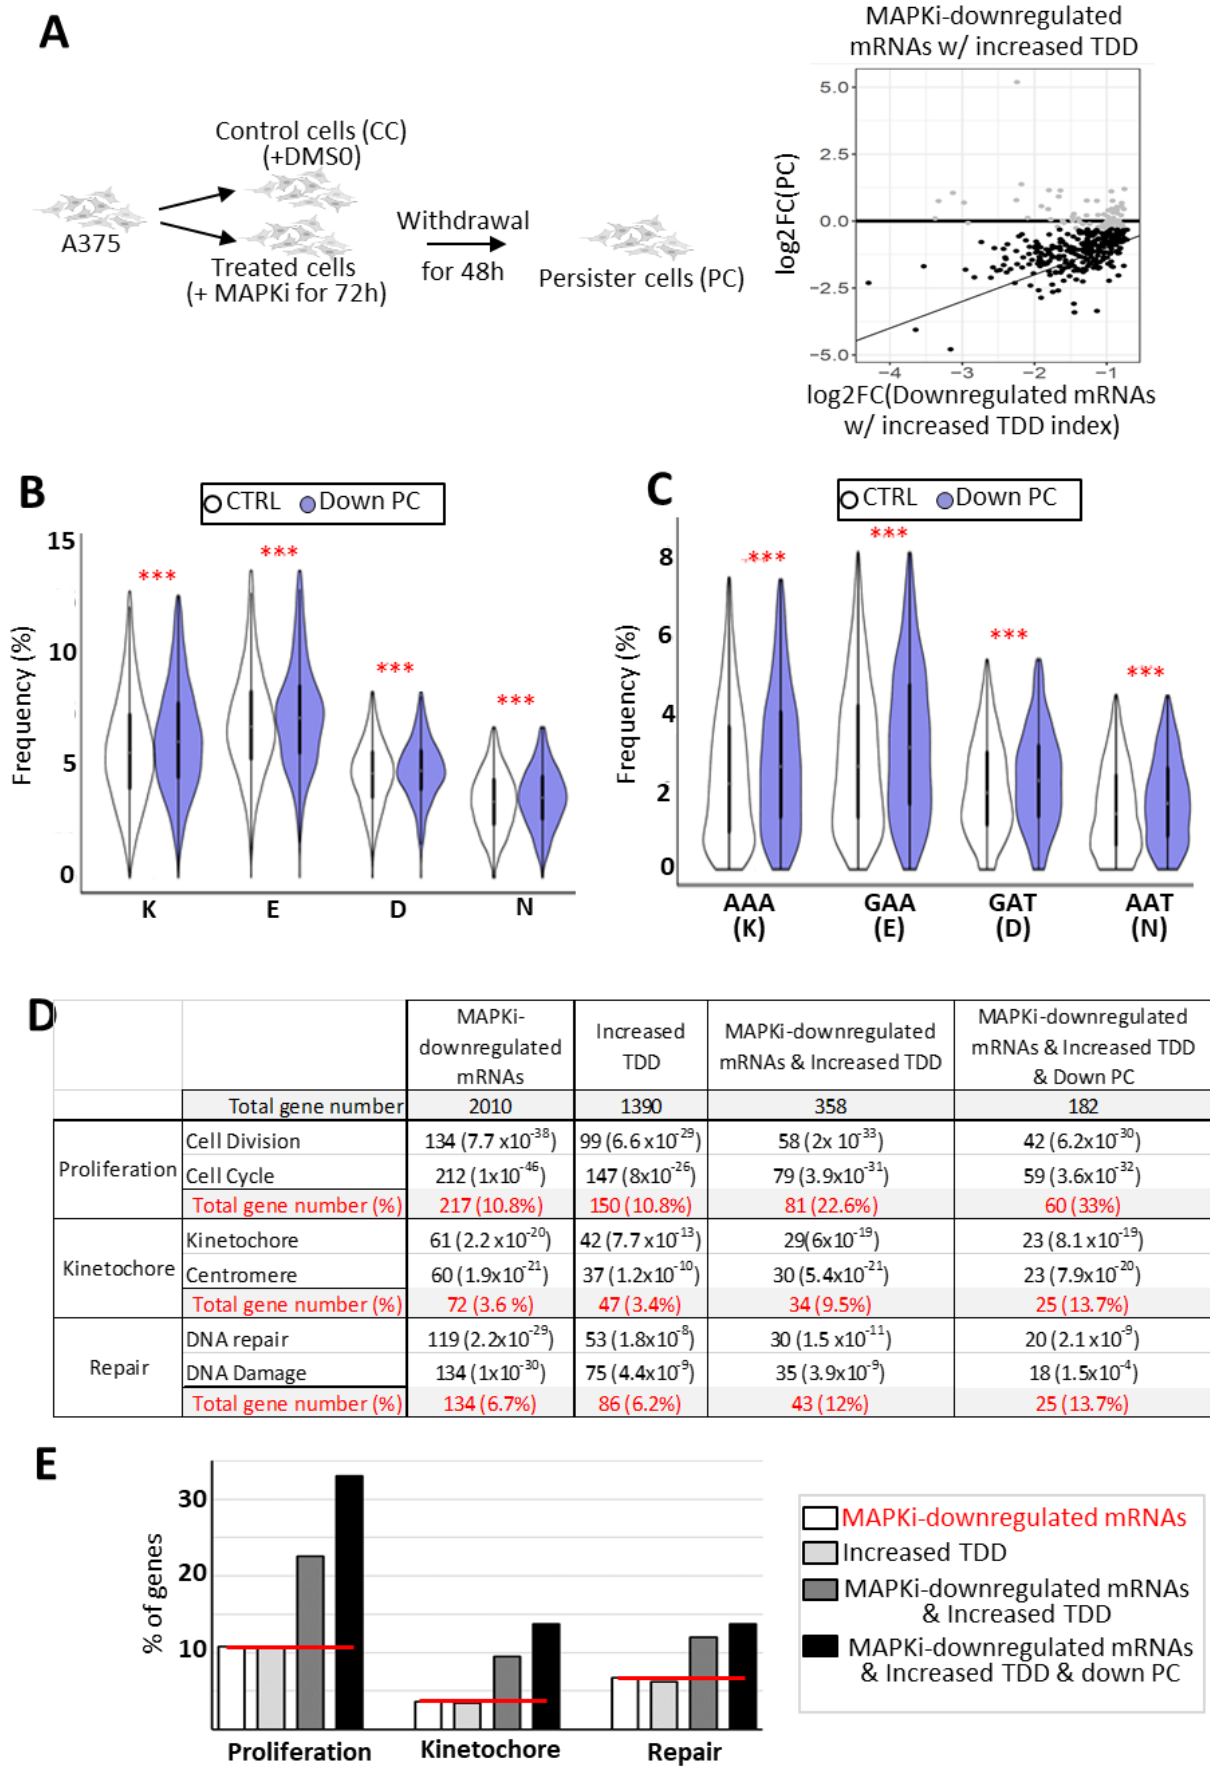 A
Control cells (CC)
(+DMS0)
A375
Treated cells
(+ MAPKi for 72h)
Withdrawal
for 48h
Persister cells (PC)
MAPKi-downregulated
mRNAs w/ increased TDD
5.0
2.5
0.0
−2.5
−5.0
log2FC(PC)
−4 −3 −2 −1
log2FC(Downregulated mRNAs
w/ increased TDD index)
B
CTRL Down PC
15
10
5
0
Frequency (%)
***
***
***
***
K E D N
C
CTRL Down PC
8
6
4
2
0
Frequency (%)
***
***
***
***
AAA GAA GAT AAT
(K) (E) (D) (N)
D
MAPKi-
downregulated
mRNAs
Increased
TDD
MAPKi-downregulated
mRNAs & Increased TDD
MAPKi-downregulated
mRNAs & Increased TDD
& Down PC
Total gene number 2010 1390 358 182
Proliferation
Cell Division 134 (7.7 x10⁻³⁸) 99 (6.6 x10⁻²⁹) 58 (2x 10⁻³³) 42 (6.2x10⁻³⁰)
Cell Cycle 212 (1x10⁻⁴⁶) 147 (8x10⁻²⁶) 79 (3.9x10⁻³¹) 59 (3.6x10⁻³²)
Total gene number (%) 217 (10.8%) 150 (10.8%) 81 (22.6%) 60 (33%)
Kinetochore
Kinetochore 61 (2.2 x10⁻²⁰) 42 (7.7 x10⁻¹³) 29(6x10⁻¹⁹) 23 (8.1 x10⁻¹⁹)
Centromere 60 (1.9x10⁻²¹) 37 (1.2x10⁻¹⁰) 30 (5.4x10⁻²¹) 23 (7.9x10⁻²⁰)
Total gene number (%) 72 (3.6 %) 47 (3.4%) 34 (9.5%) 25 (13.7%)
Repair
DNA repair 119 (2.2x10⁻²⁹) 53 (1.8x10⁻⁸) 30 (1.5 x10⁻¹¹) 20 (2.1 x10⁻⁹)
DNA Damage 134 (1x10⁻³⁰) 75 (4.4x10⁻⁹) 35 (3.9x10⁻⁹) 18 (1.5x10⁻⁴)
Total gene number (%) 134 (6.7%) 86 (6.2%) 43 (12%) 25 (13.7%)
E
30
20
10
% of genes
Proliferation Kinetochore Repair
MAPKi-downregulated mRNAs
Increased TDD
MAPKi-downregulated mRNAs
& Increased TDD
MAPKi-downregulated mRNAs
& Increased TDD & down PC